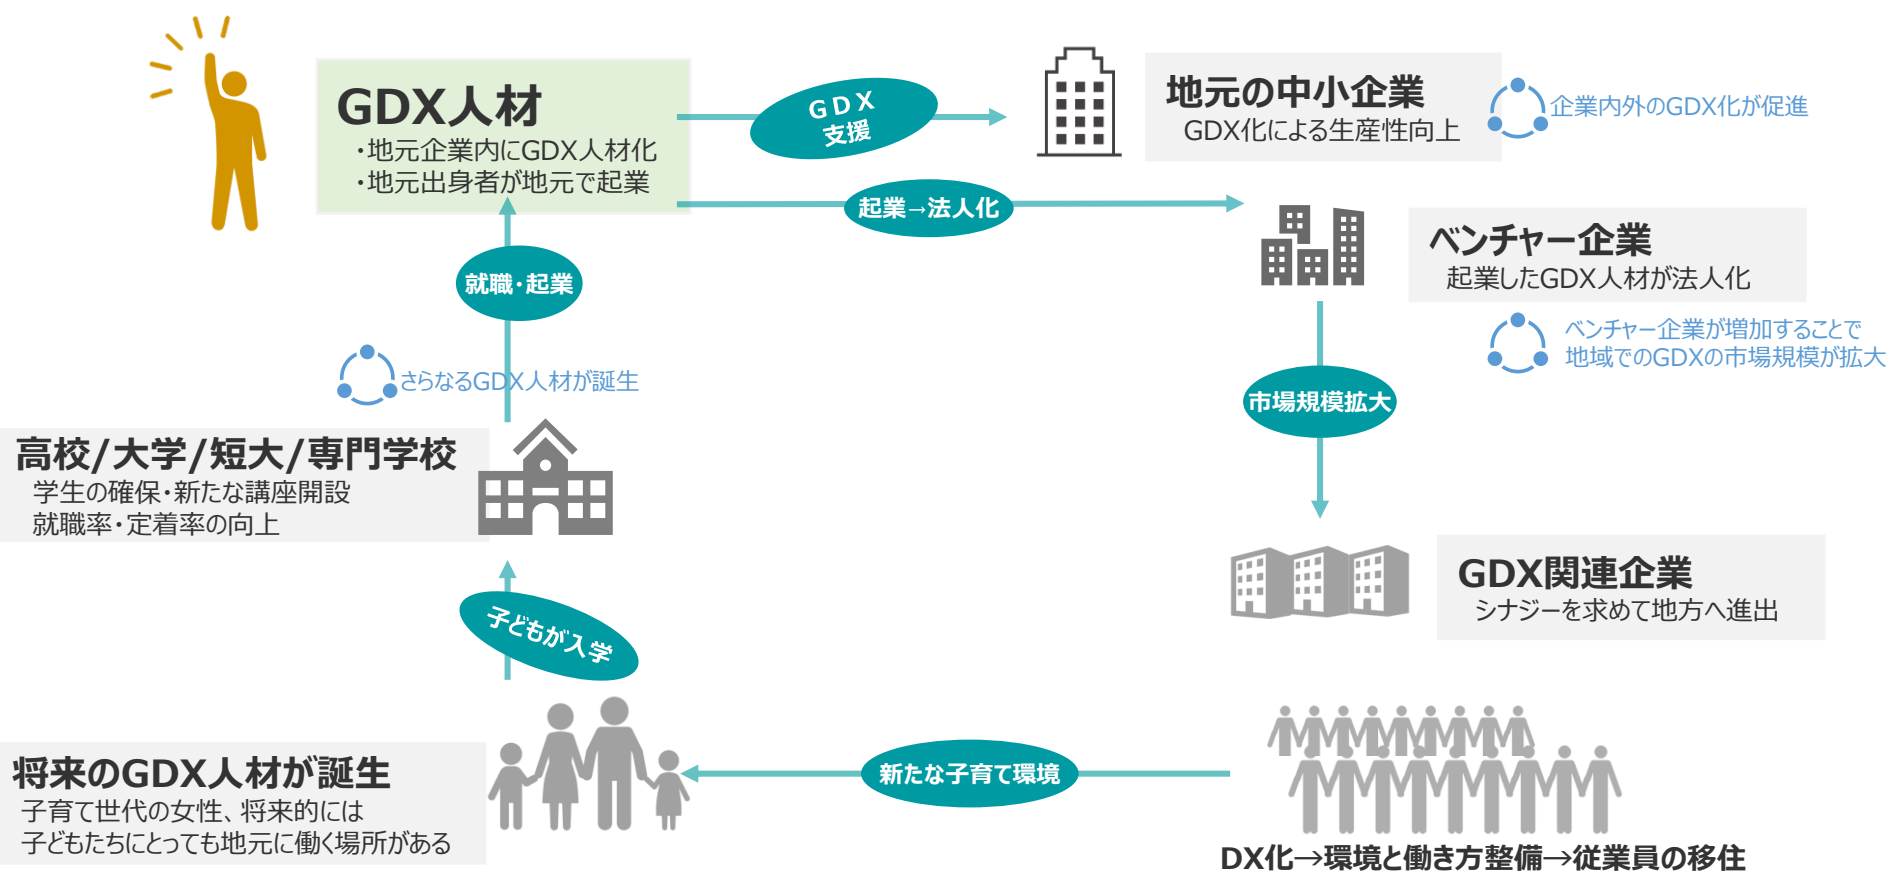 GDX人材
・地元企業内にGDX人材化
・地元出身者が地元で起業
GDX
支援
地元の中小企業
GDX化による生産性向上
企業内外のGDX化が促進
起業→法人化
ベンチャー企業
起業したGDX人材が法人化
ベンチャー企業が増加することで
地域でのGDXの市場規模が拡大
就職・起業
さらなるGDX人材が誕生
市場規模拡大
高校/大学/短大/専門学校
学生の確保・新たな講座開設
就職率・定着率の向上
GDX関連企業
シナジーを求めて地方へ進出
子どもが入学
将来のGDX人材が誕生
子育て世代の女性、将来的には
子どもたちにとっても地元に働く場所がある
新たな子育て環境
DX化→環境と働き方整備→従業員の移住